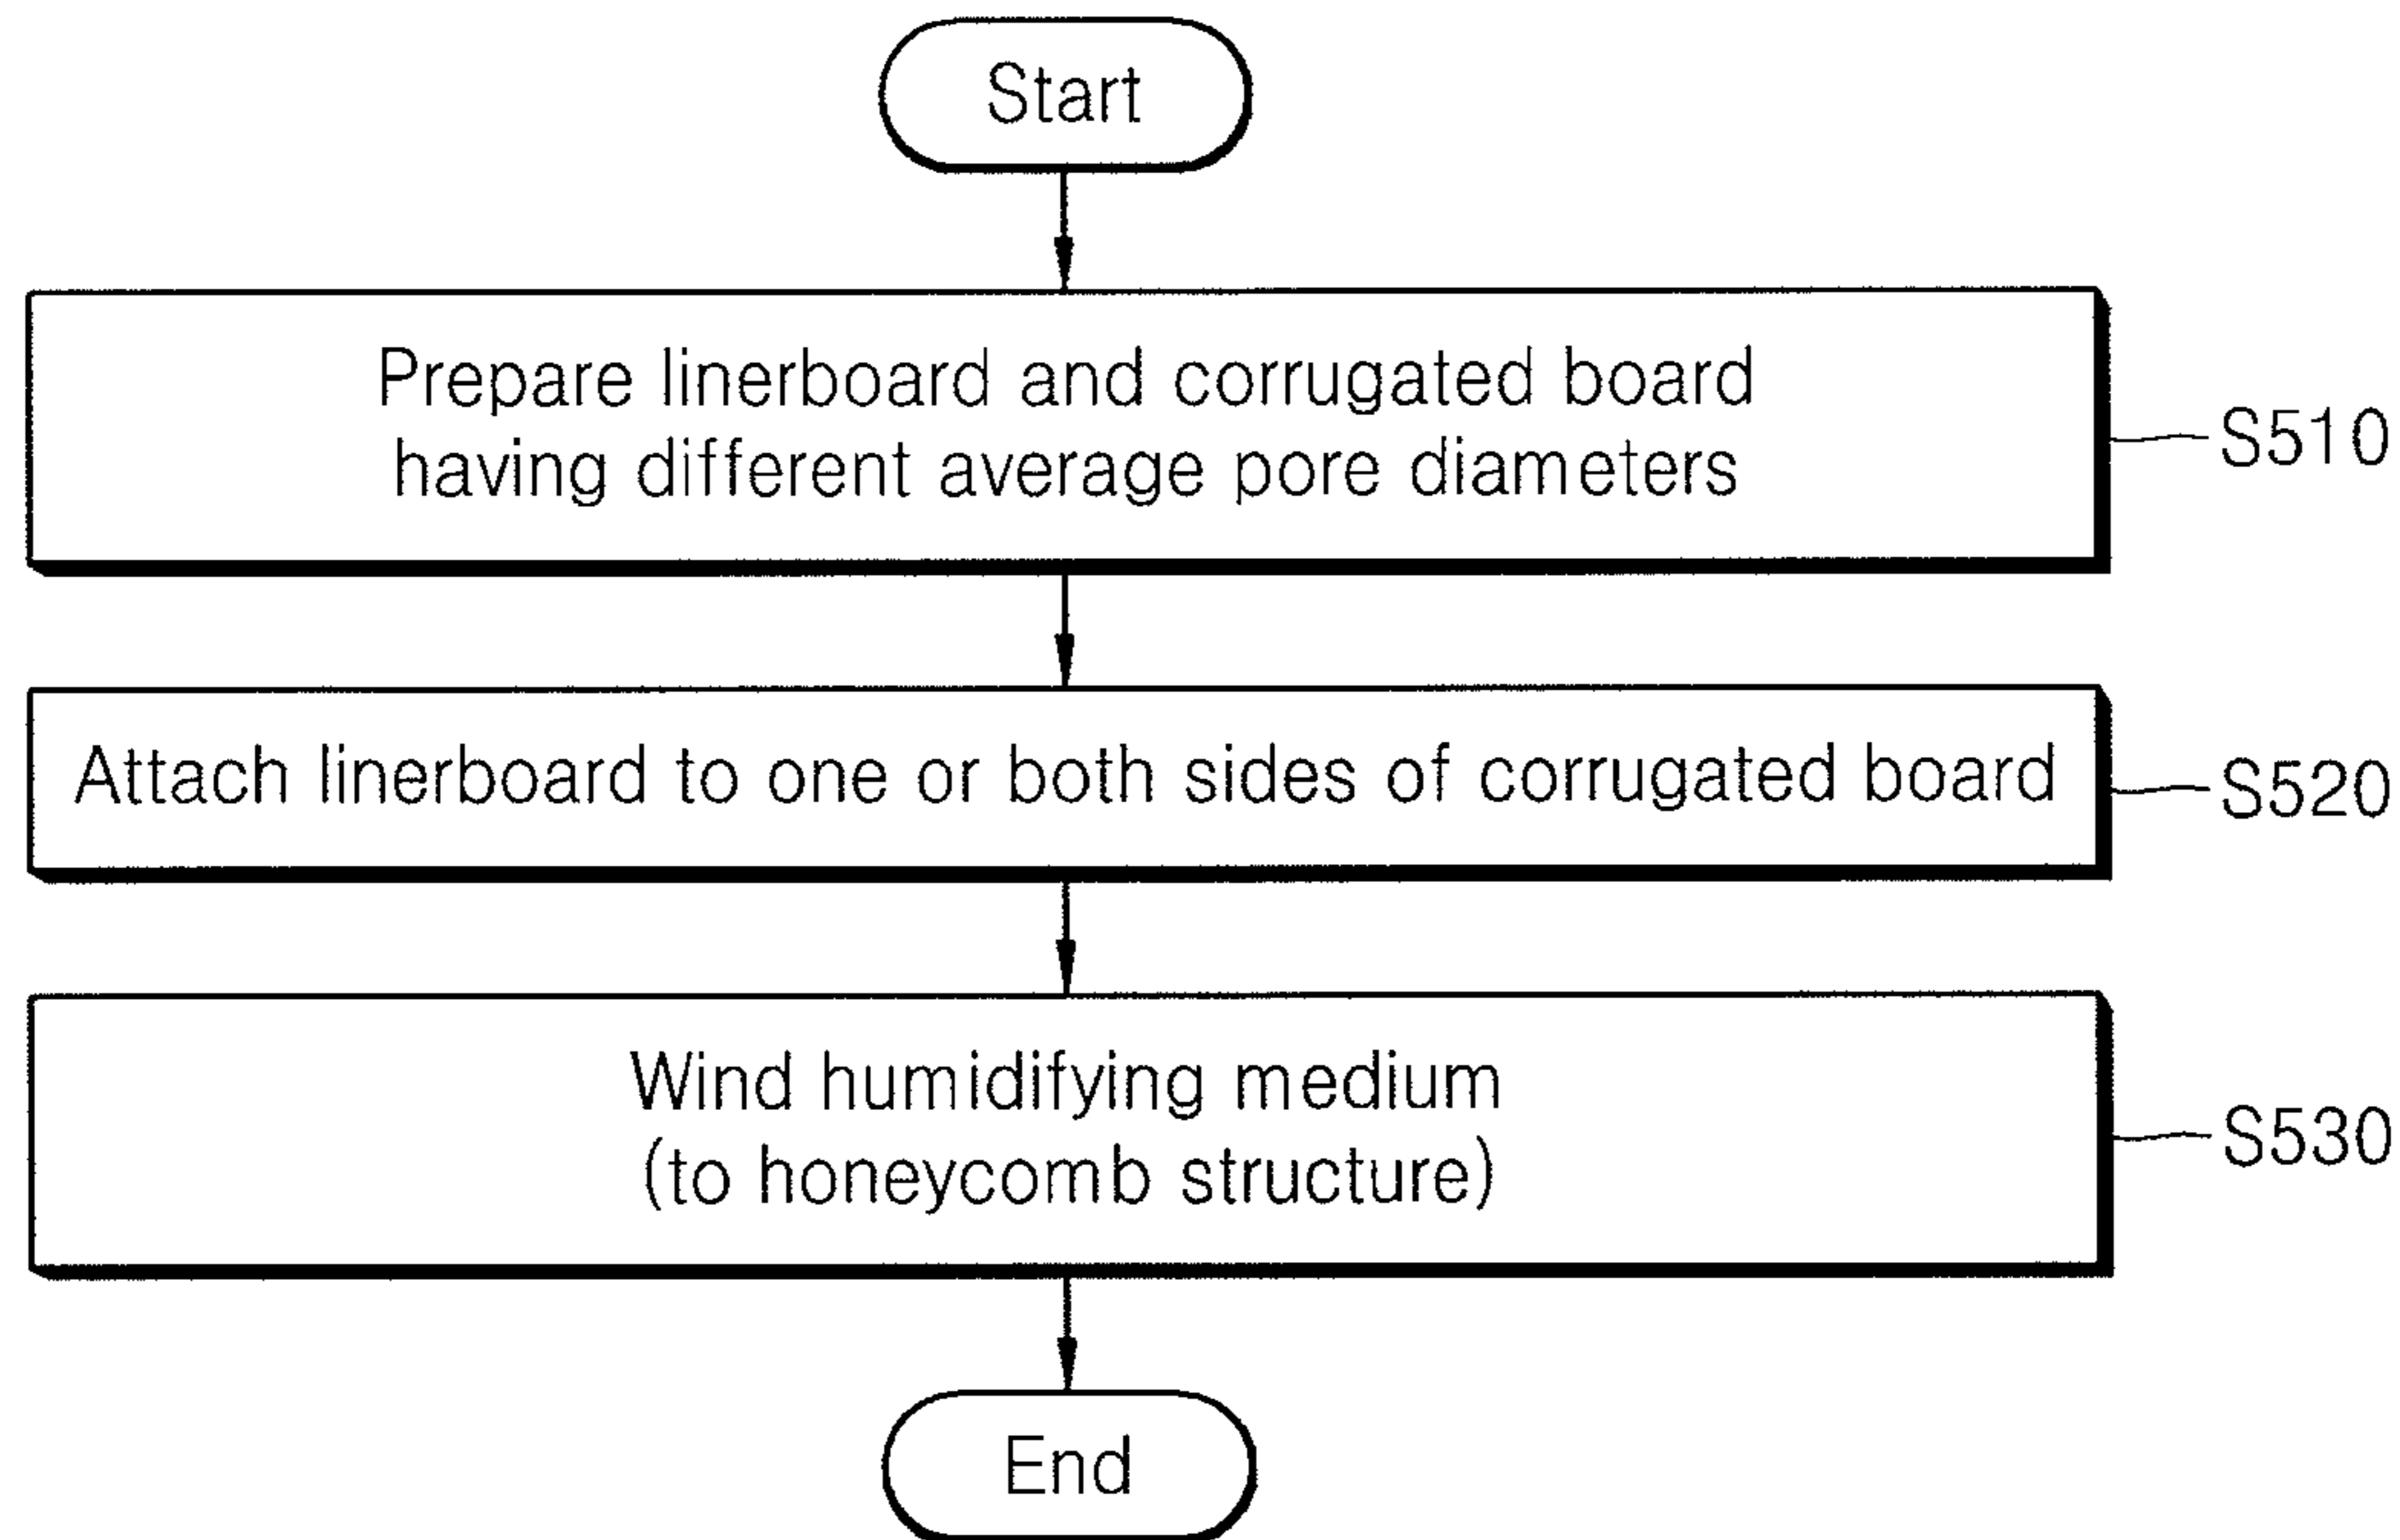 Start
Prepare linerboard and corrugated board
having different average pore diameters
S510
Attach linerboard to one or both sides of corrugated board
S520
Wind humidifying medium
(to honeycomb structure)
S530
End